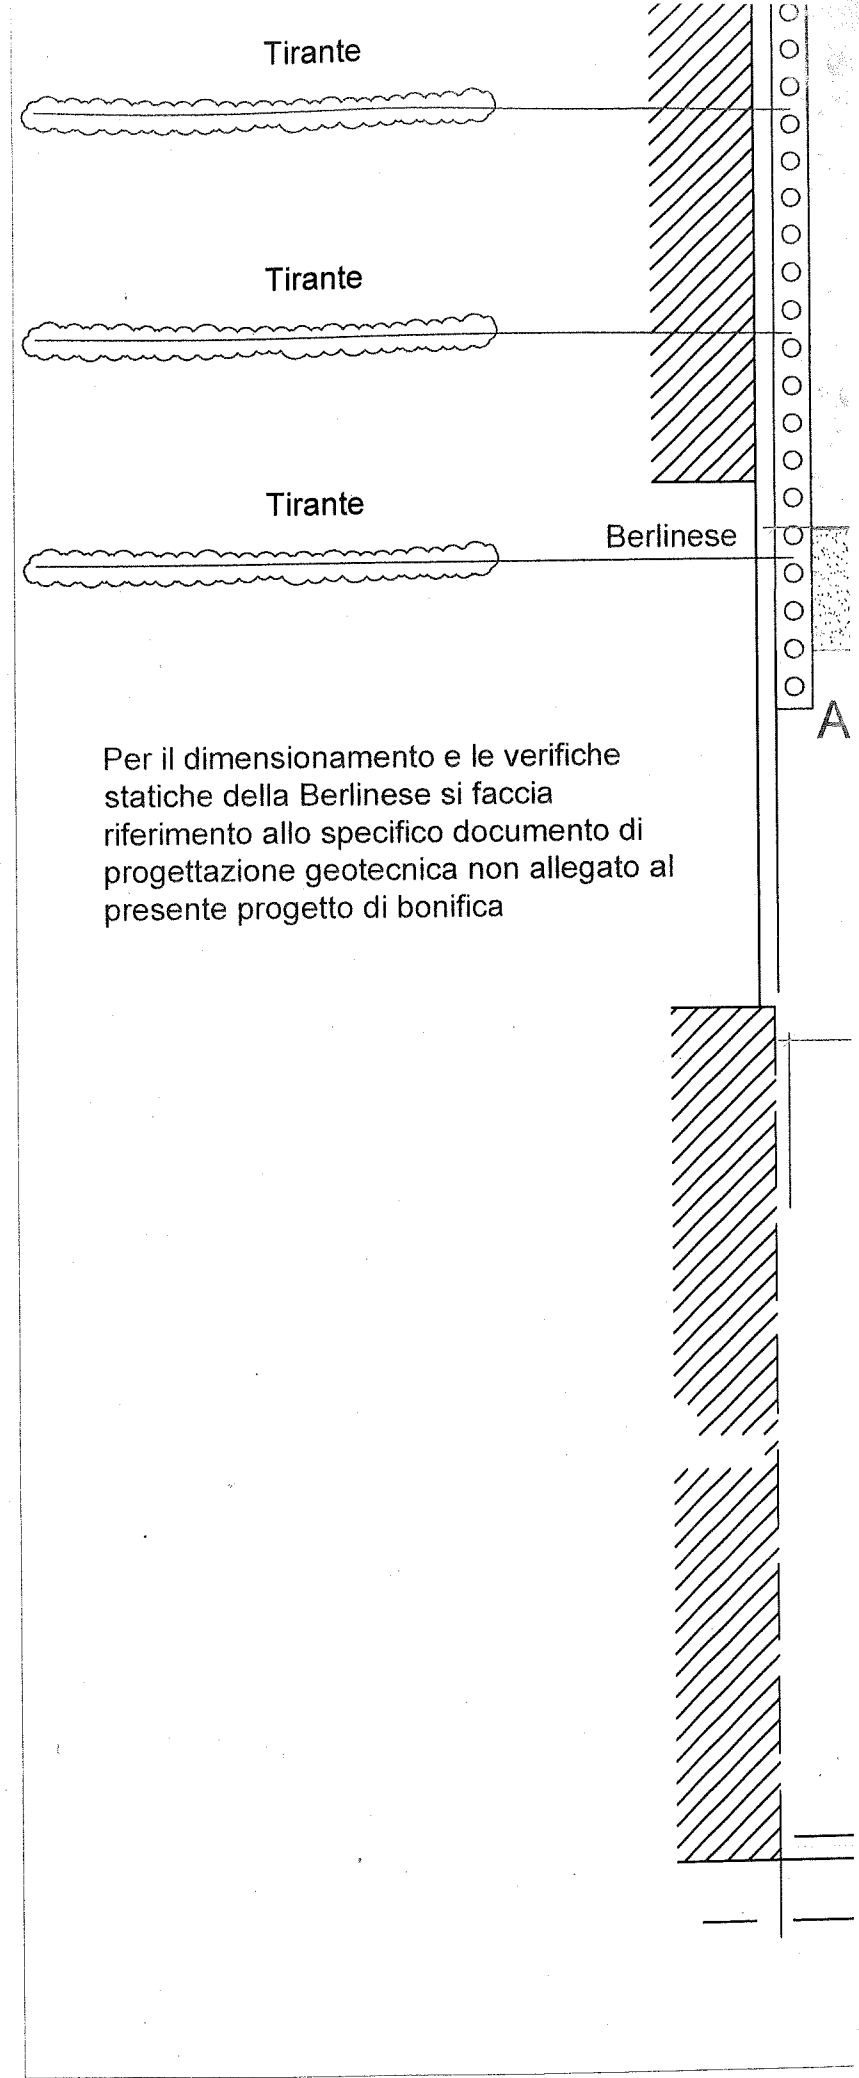 Tirante
Tirante
Tirante
Berlinese
A
Per il dimensionamento e le verifiche
statiche della Berlinese si faccia
riferimento allo specifico documento di
progettazione geotecnica non allegato al
presente progetto di bonifica